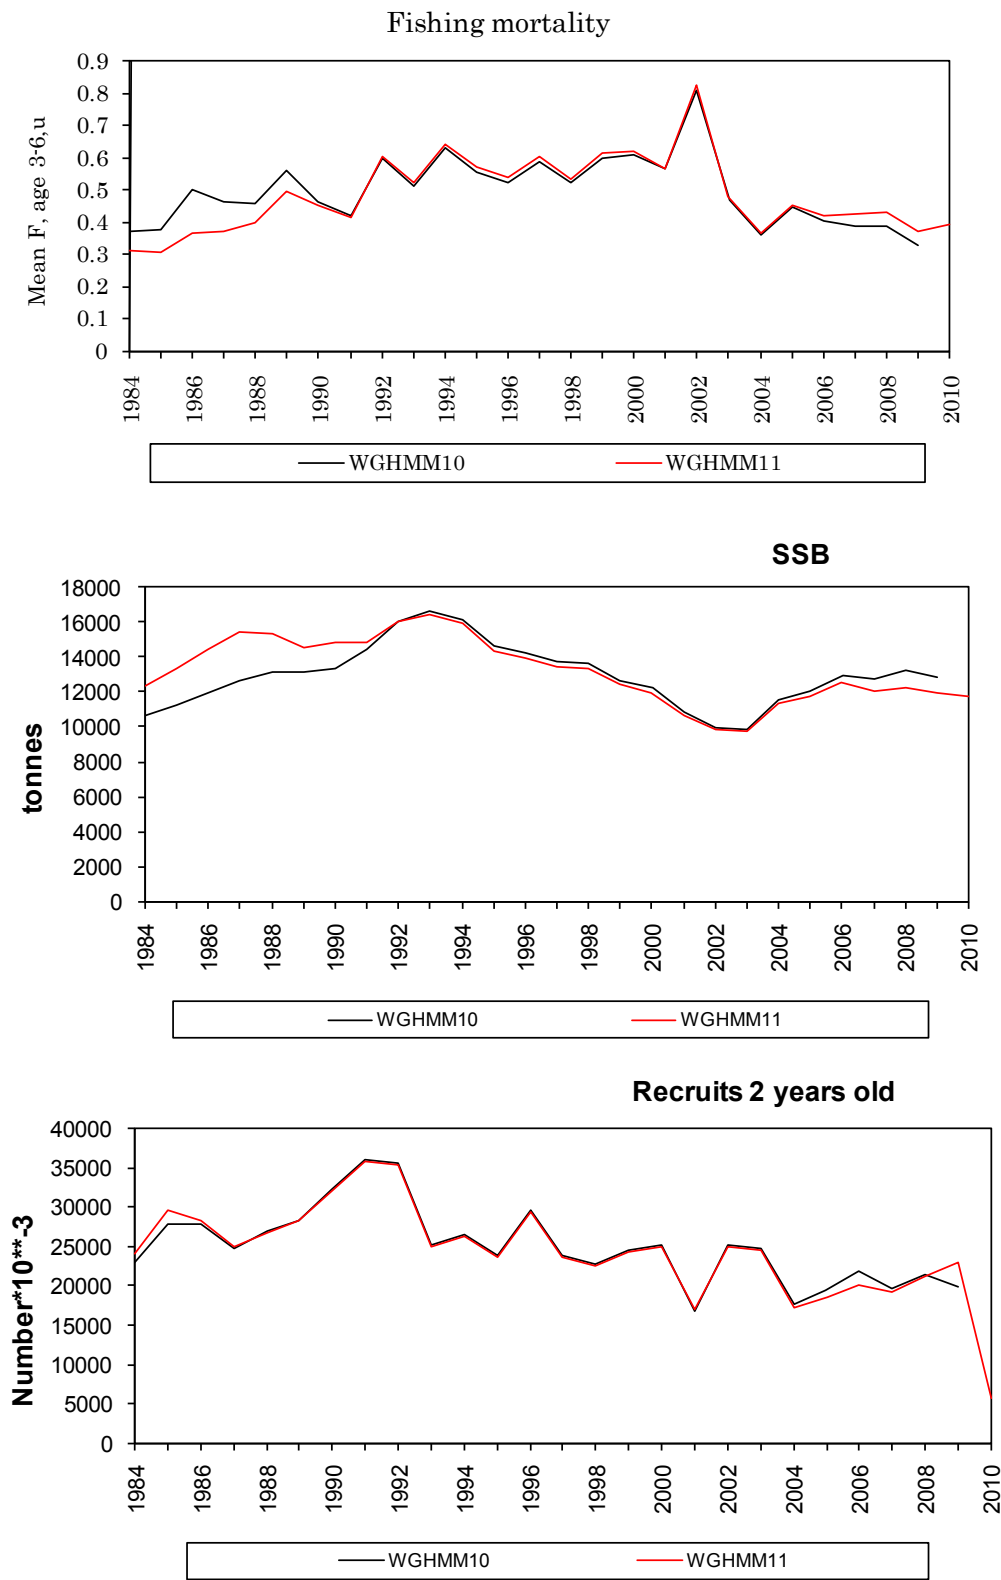 Fishing mortality
Mean F, age 3-6,u
0.9
0.8
0.7
0.6
0.5
0.4
0.3
0.2
0.1
0
1984 1986 1988 1990 1992 1994 1996 1998 2000 2002 2004 2006 2008 2010
WGHMM10 WGHMM11
SSB
tonnes
18000
16000
14000
12000
10000
8000
6000
4000
2000
0
1984 1986 1988 1990 1992 1994 1996 1998 2000 2002 2004 2006 2008 2010
WGHMM10 WGHMM11
Recruits 2 years old
Number*10**-3
40000
35000
30000
25000
20000
15000
10000
5000
0
1984 1986 1988 1990 1992 1994 1996 1998 2000 2002 2004 2006 2008 2010
WGHMM10 WGHMM11